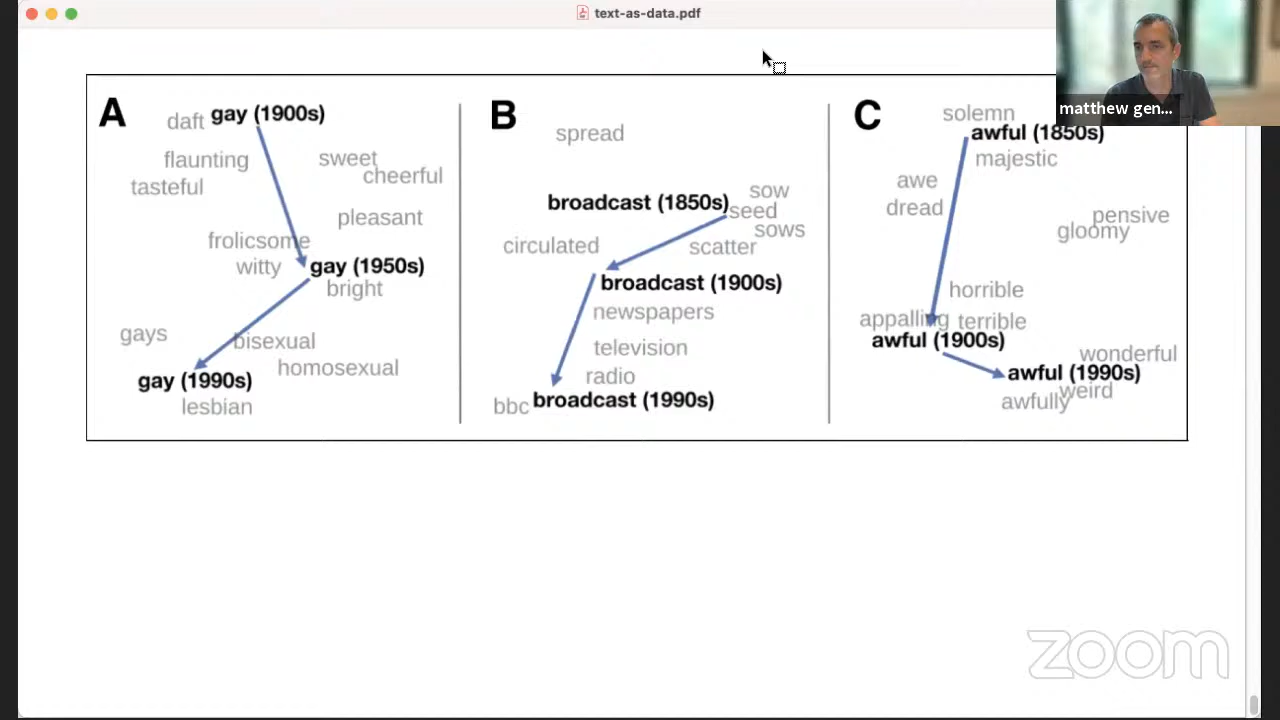 text-as-data.pdf
matthew gen...
A
daft gay (1900s)
flaunting
sweet
tasteful
cheerful
pleasant
frolicsome
witty
gay (1950s)
bright
gays
bisexual
homosexual
gay (1990s)
lesbian
B
spread
sow
broadcast (1850s)
seed
sows
circulated
scatter
broadcast (1900s)
newspapers
television
radio
bbc broadcast (1990s)
C
solemn
awful (1850s)
majestic
awe
dread
pensive
gloomy
horrible
appalling terrible
awful (1900s)
wonderful
awful (1990s)
weird
awfully
zoom